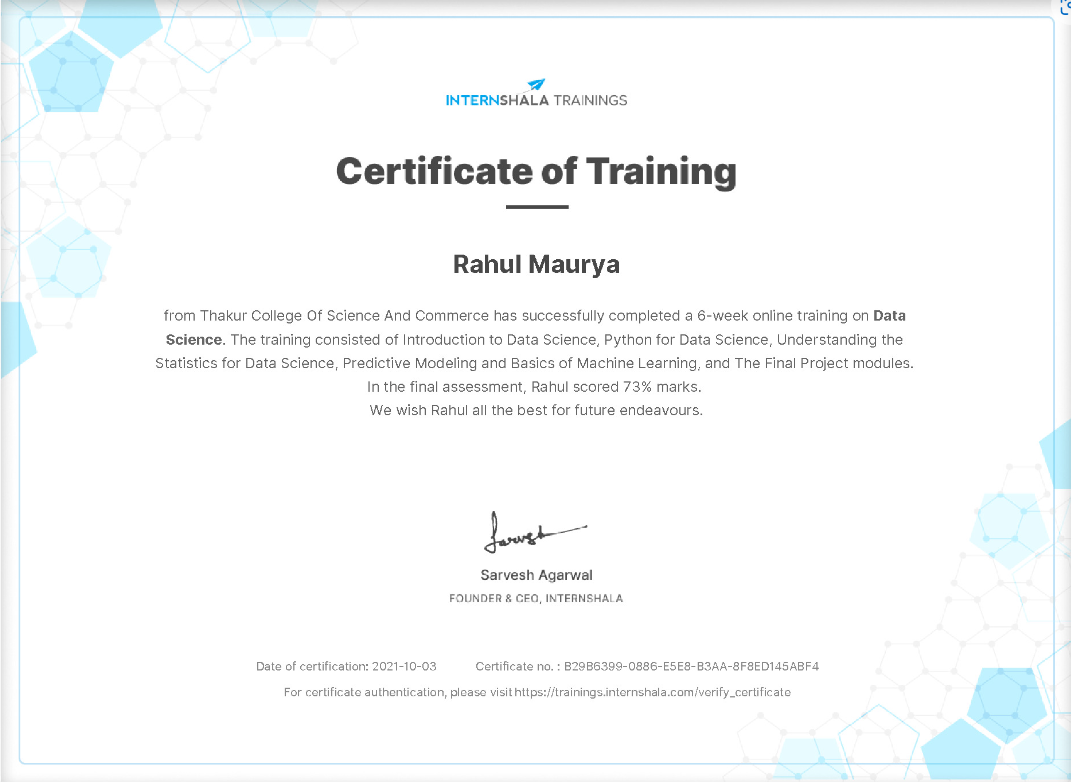 INTERNSHALA TRAININGS
Certificate of Training
Rahul Maurya
from Thakur College Of Science And Commerce has successfully completed a 6-week online training on Data
Science. The training consisted of Introduction to Data Science, Python for Data Science, Understanding the
Statistics for Data Science, Predictive Modeling and Basics of Machine Learning, and The Final Project modules.
In the final assessment, Rahul scored 73% marks.
We wish Rahul all the best for future endeavours.
Sarvesh
Sarvesh Agarwal
FOUNDER & CEO, INTERNSHALA
Date of certification: 2021-10-03 Certificate no. : B29B6399-0886-E5E8-B3AA-8F8ED145ABF4
For certificate authentication, please visit https://trainings.internshala.com/verify_certificate